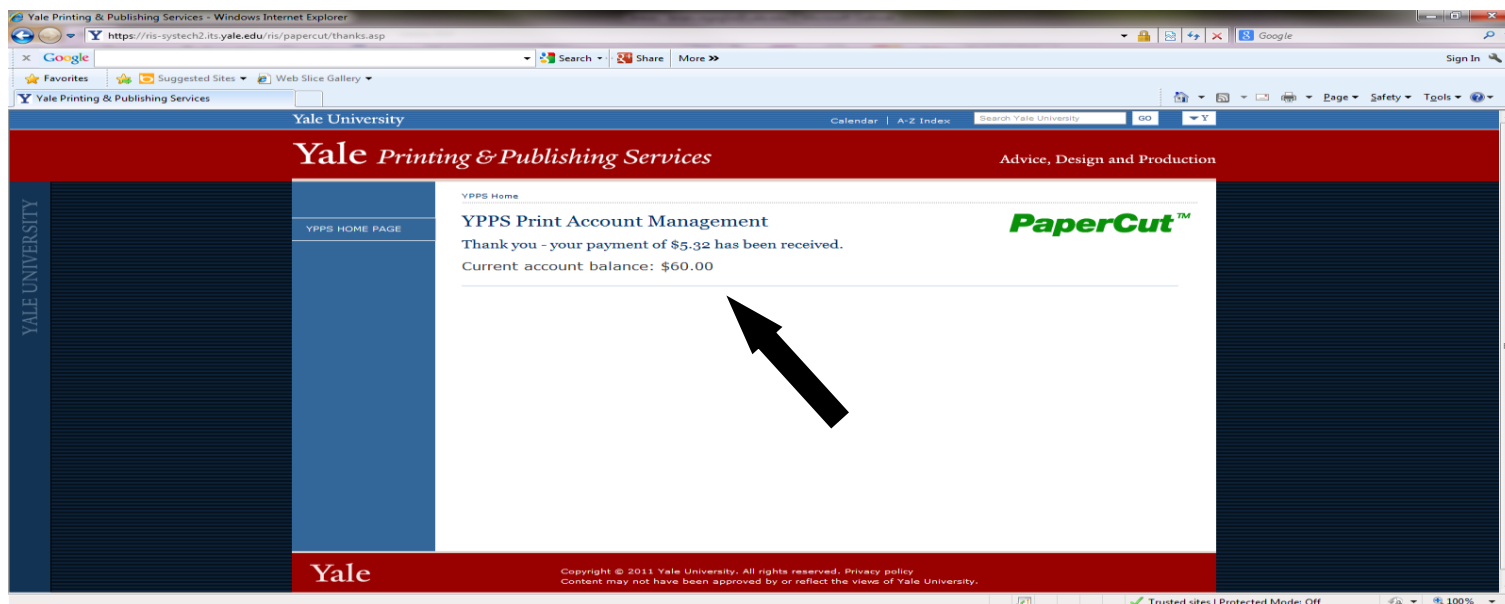 Yale Printing & Publishing Services - Windows Internet Explorer
https://ris-systech2.its.yale.edu/ris/papercut/thanks.asp
Google
x Google Search Share More >> Sign In
Favorites Suggested Sites Web Slice Gallery
Yale Printing & Publishing Services Page Safety Tools
Yale University Calendar | A-Z Index Search Yale University GO Y
Yale Printing & Publishing Services Advice, Design and Production
YALE UNIVERSITY
YPPS Home
YPPS HOME PAGE
YPPS Print Account Management
PaperCut™
Thank you - your payment of $5.32 has been received.
Current account balance: $60.00
Yale
Copyright © 2011 Yale University. All rights reserved. Privacy policy
Content may not have been approved by or reflect the views of Yale University.
Trusted sites | Protected Mode: Off 100%